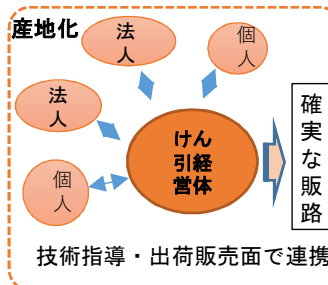 産地化
法人
個人
法人
個人
けん
引経
営体
確実な販路
技術指導・出荷販売面で連携